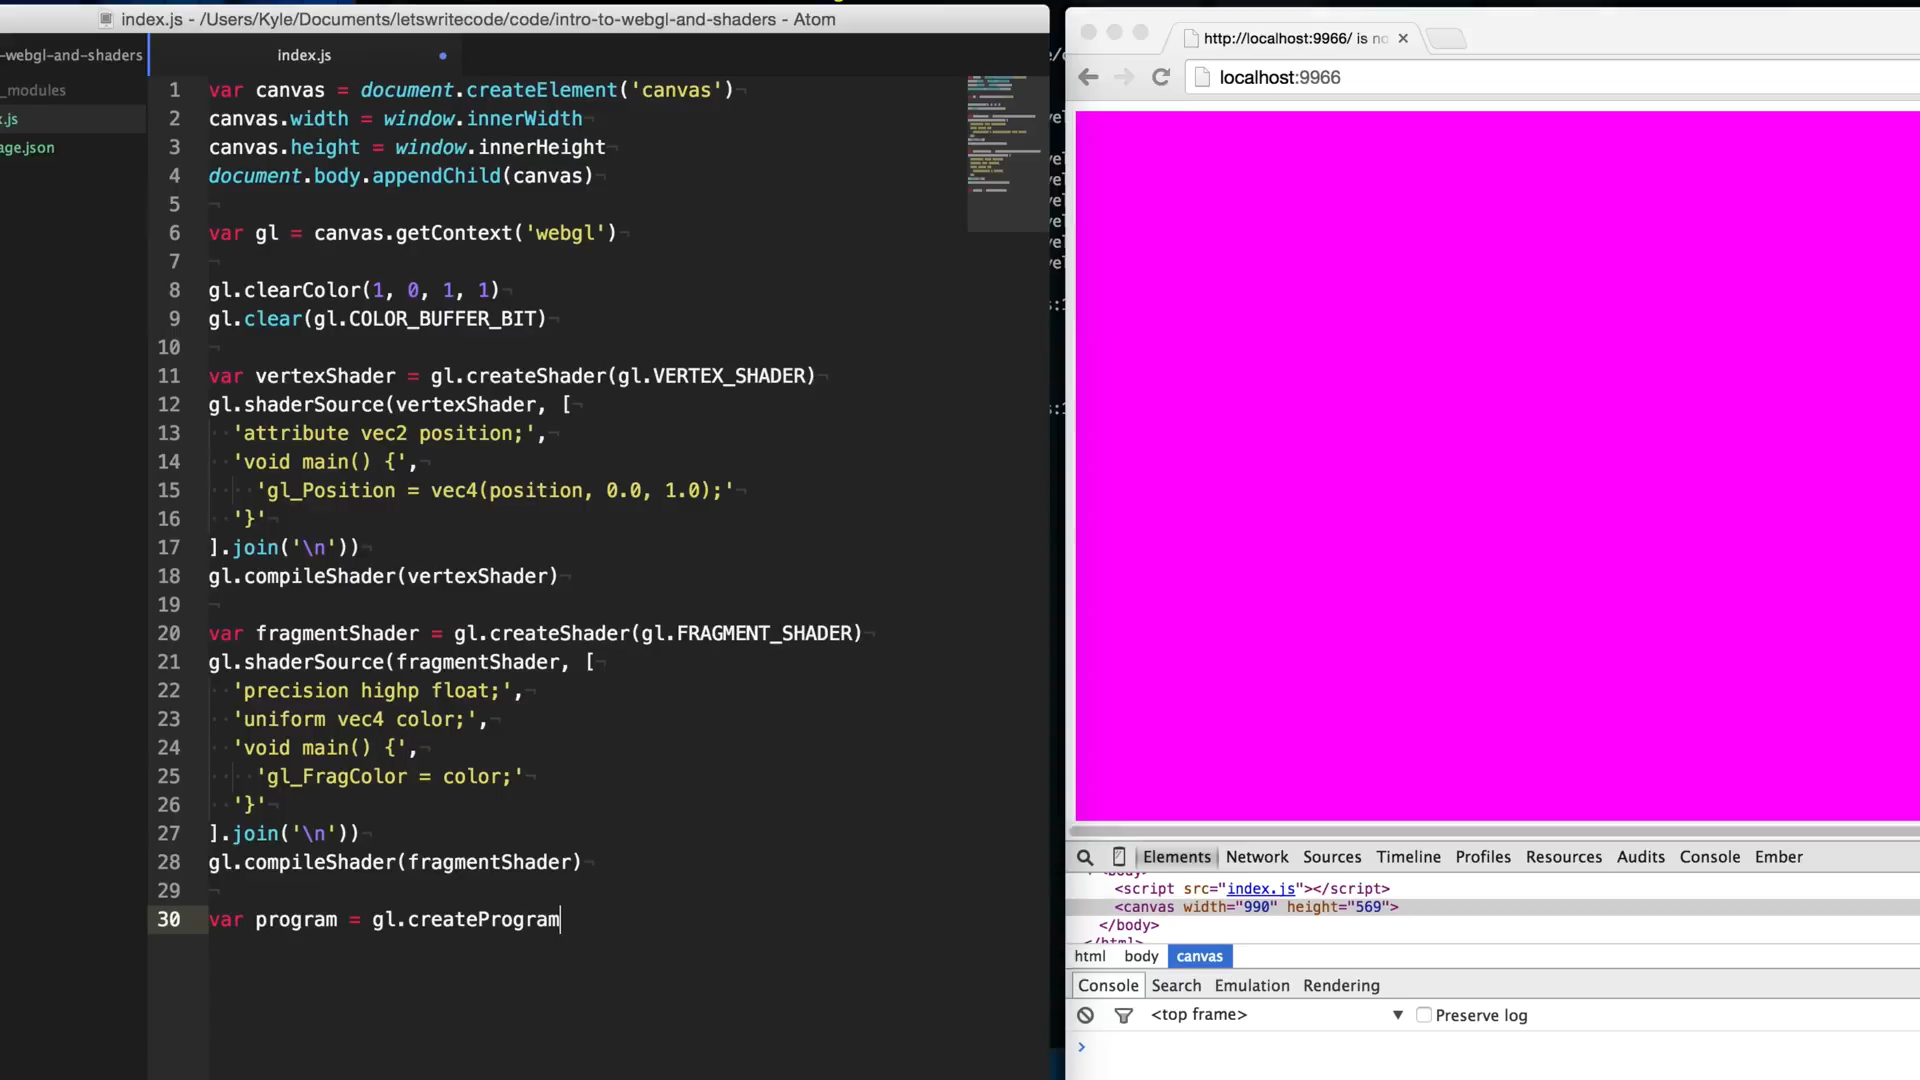 index.js - /Users/Kyle/Documents/letswritecode/code/intro-to-webgl-and-shaders - Atom
-webgl-and-shaders
_modules
x.js
age.json
index.js
1 var canvas = document.createElement('canvas')
2 canvas.width = window.innerWidth
3 canvas.height = window.innerHeight
4 document.body.appendChild(canvas)
5
6 var gl = canvas.getContext('webgl')
7
8 gl.clearColor(1, 0, 1, 1)
9 gl.clear(gl.COLOR_BUFFER_BIT)
10
11 var vertexShader = gl.createShader(gl.VERTEX_SHADER)
12 gl.shaderSource(vertexShader, [
13 'attribute vec2 position;',
14 'void main() {',
15 'gl_Position = vec4(position, 0.0, 1.0);'
16 '}'
17 ].join('\n'))
18 gl.compileShader(vertexShader)
19
20 var fragmentShader = gl.createShader(gl.FRAGMENT_SHADER)
21 gl.shaderSource(fragmentShader, [
22 'precision highp float;',
23 'uniform vec4 color;',
24 'void main() {',
25 'gl_FragColor = color;'
26 '}'
27 ].join('\n'))
28 gl.compileShader(fragmentShader)
29
30 var program = gl.createProgram
http://localhost:9966/ is no
localhost:9966
Elements Network Sources Timeline Profiles Resources Audits Console Ember
<body>
<script src="index.js"></script>
<canvas width="990" height="569">
</body>
</html>
html body canvas
Console Search Emulation Rendering
<top frame> Preserve log